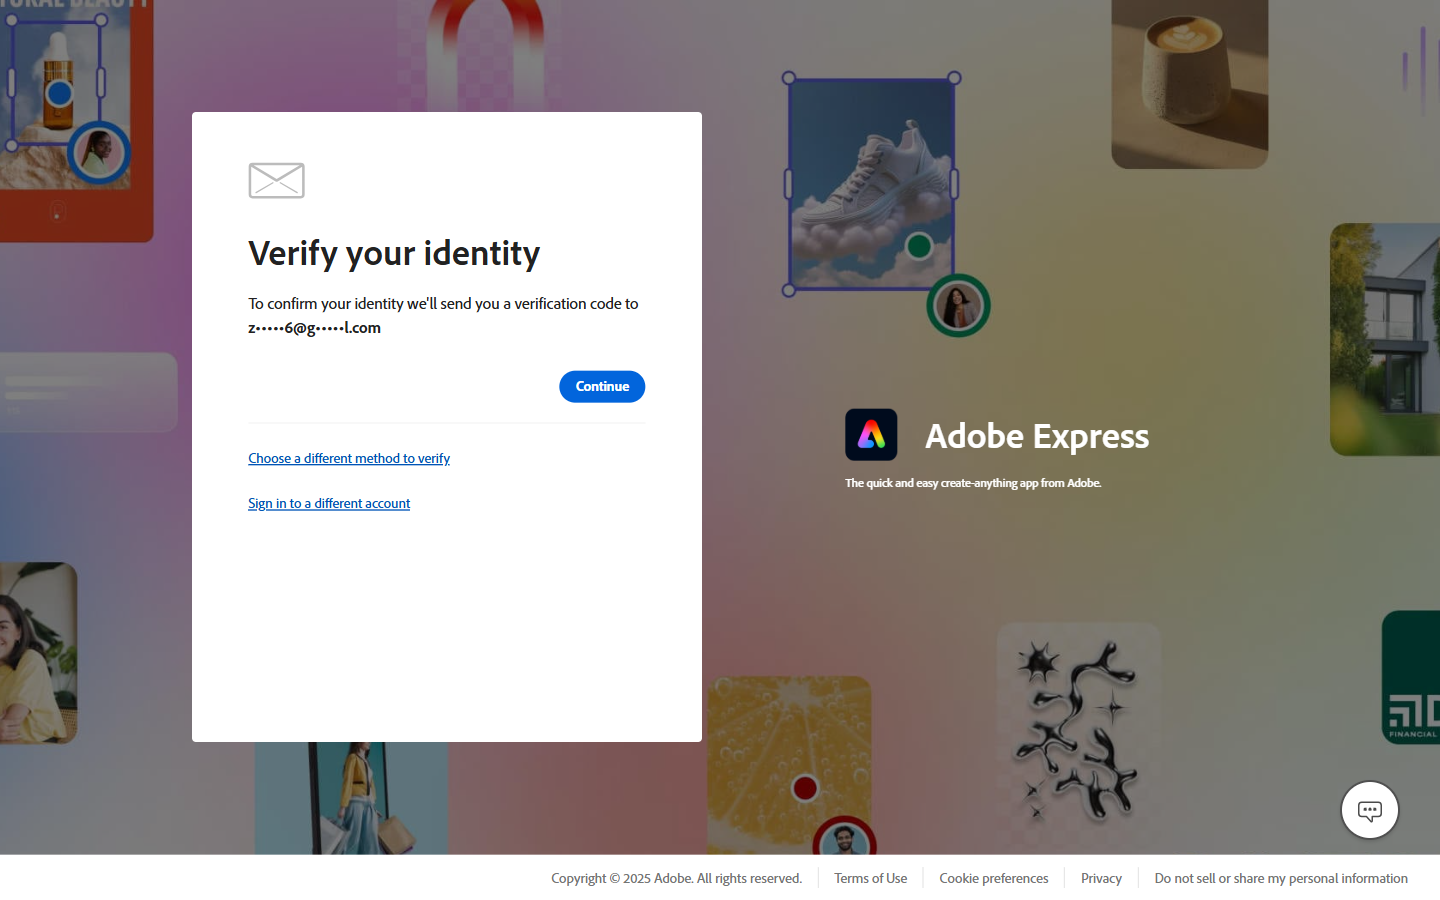 Verify your identity
To confirm your identity we'll send you a verification code to
z•••••6@g•••••l.com
Continue
Choose a different method to verify
Sign in to a different account
Adobe Express
The quick and easy create-anything app from Adobe.
FINANCIAL
Copyright © 2025 Adobe. All rights reserved.
Terms of Use
Cookie preferences
Privacy
Do not sell or share my personal information